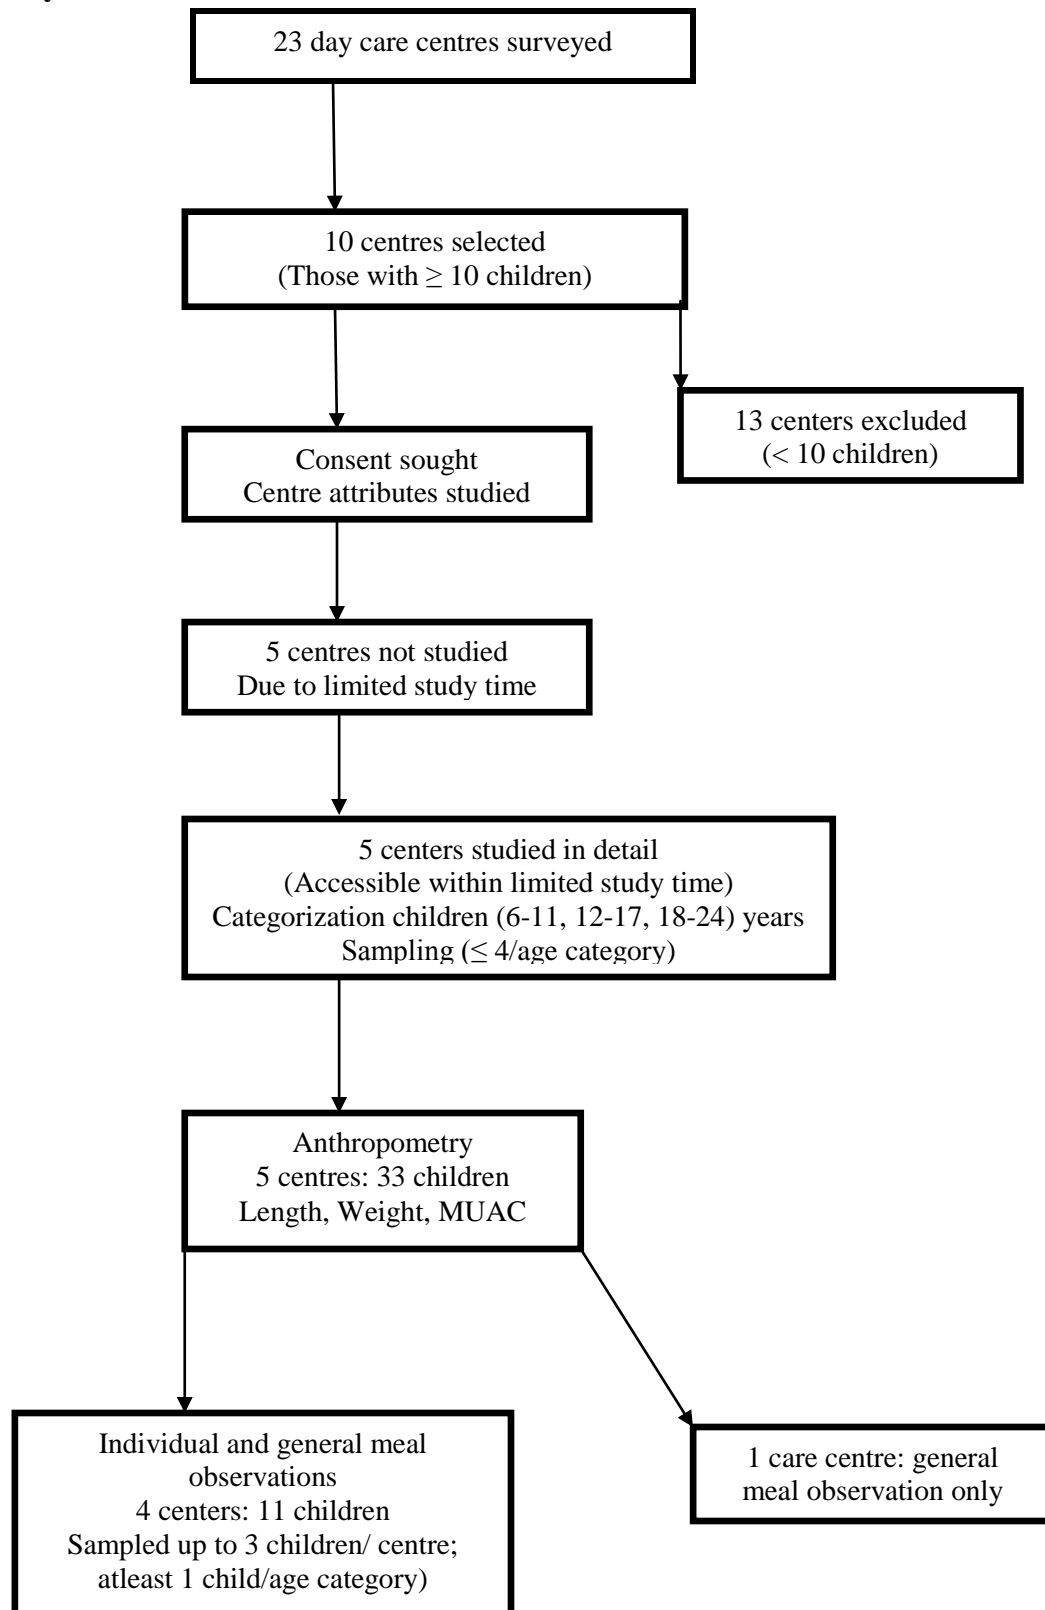 23 day care centres surveyed
10 centres selected
(Those with ≥ 10 children)
13 centers excluded
(< 10 children)
Consent sought
Centre attributes studied
5 centres not studied
Due to limited study time
5 centers studied in detail
(Accessible within limited study time)
Categorization children (6-11, 12-17, 18-24) years
Sampling (≤ 4/age category)
Anthropometry
5 centres: 33 children
Length, Weight, MUAC
Individual and general meal
observations
4 centers: 11 children
Sampled up to 3 children/ centre;
atleast 1 child/age category)
1 care centre: general
meal observation only